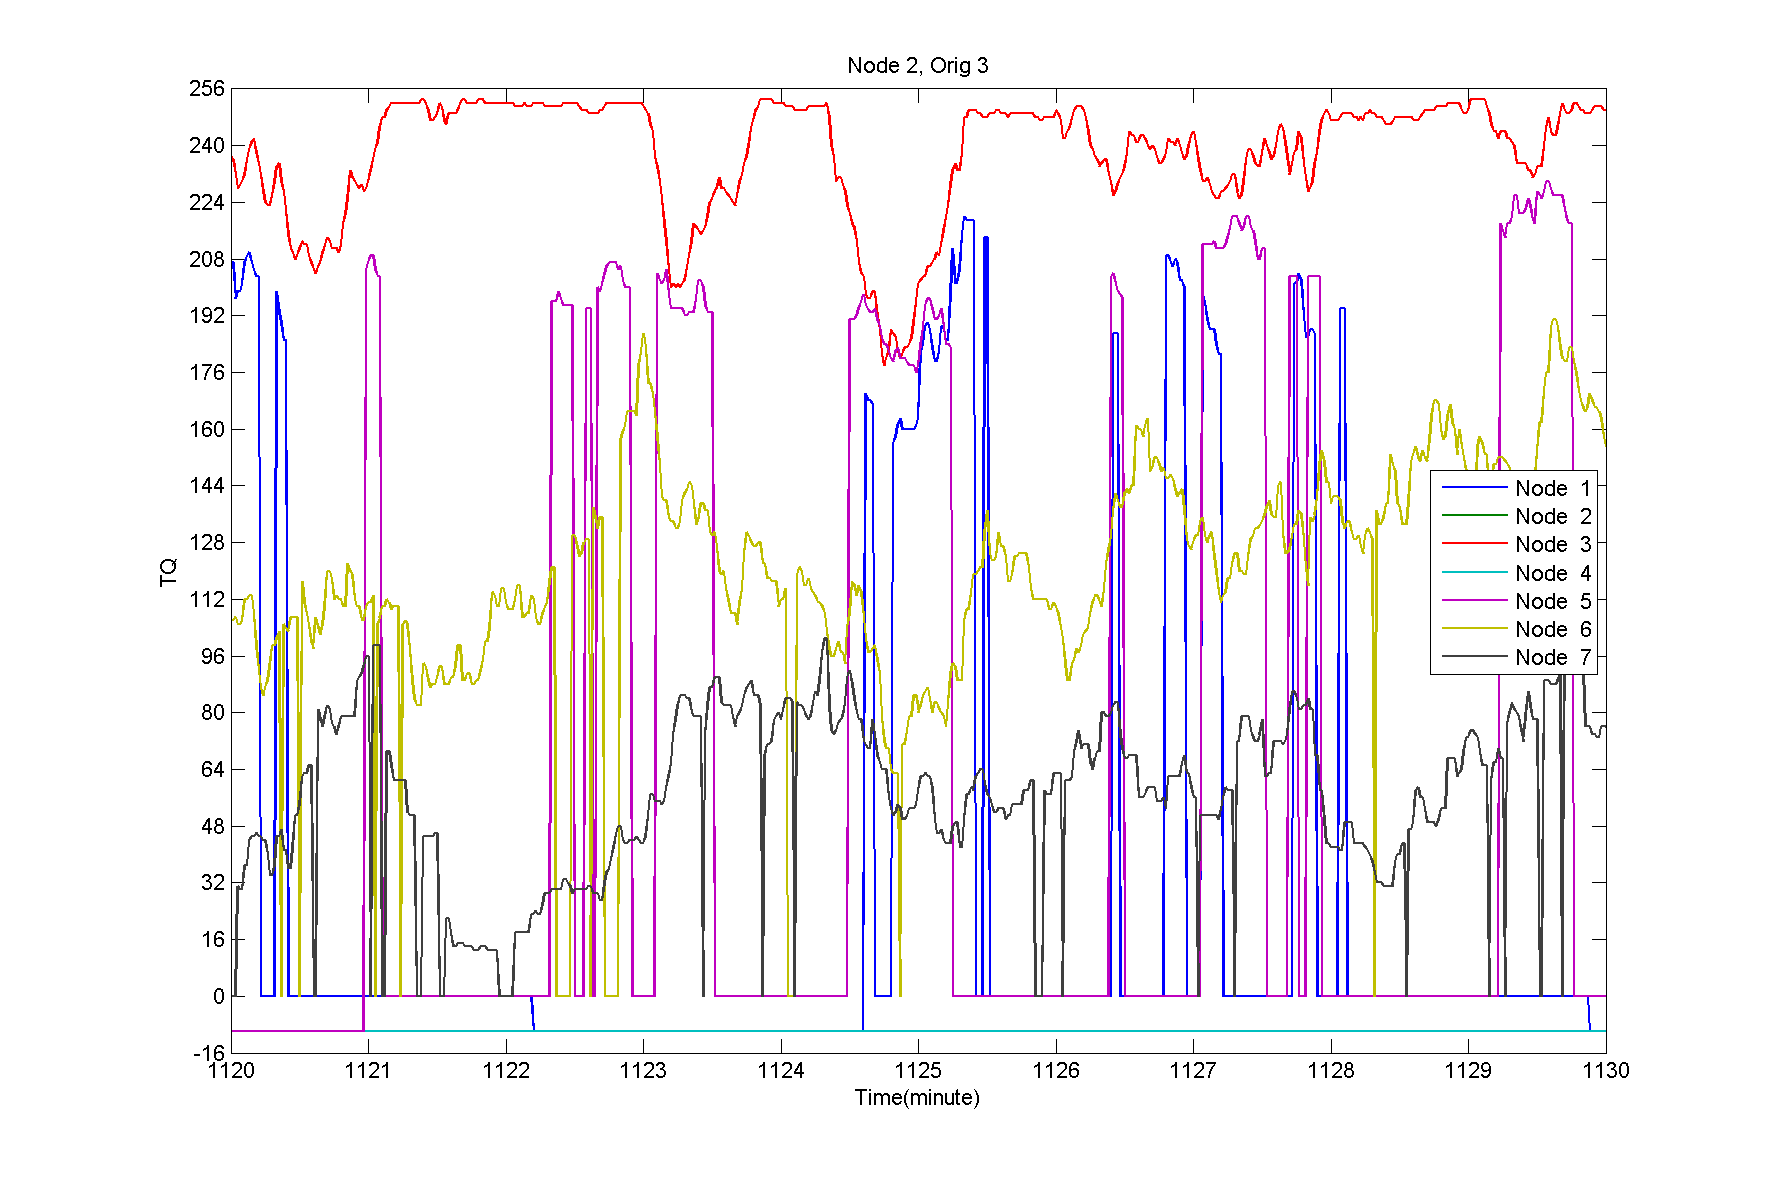 Node 2, Orig 3
256
240
224
208
192
176
160
144
128
112
96
80
64
48
32
16
0
-16
TQ
Node 1
Node 2
Node 3
Node 4
Node 5
Node 6
Node 7
1120 1121 1122 1123 1124 1125 1126 1127 1128 1129 1130
Time(minute)